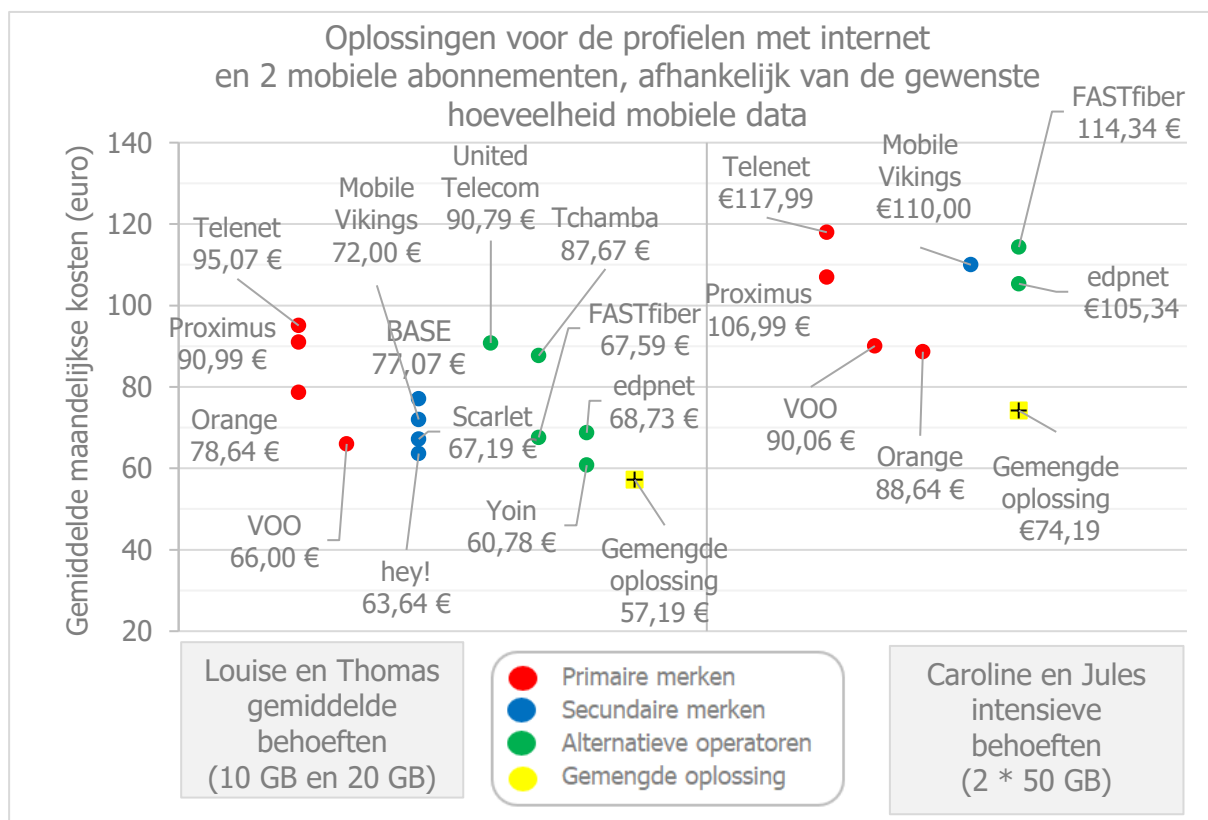 Oplossingen voor de profielen met internet
en 2 mobiele abonnementen, afhankelijk van de gewenste
hoeveelheid mobiele data
Gemiddelde maandelijkse kosten (euro)
140
120
100
80
60
40
20
Telenet
95,07 €
Proximus
90,99 €
Orange
78,64 €
VOO
66,00 €
Mobile
Vikings
72,00 €
BASE
77,07 €
Scarlet
67,19 €
hey!
63,64 €
United
Telecom
90,79 €
Tchamba
87,67 €
FASTfiber
67,59 €
edpnet
68,73 €
Yoin
60,78 €
Gemengde
oplossing
57,19 €
Telenet
€117,99
Proximus
106,99 €
VOO
90,06 €
Orange
88,64 €
Mobile
Vikings
€110,00
FASTfiber
114,34 €
edpnet
€105,34
Gemengde
oplossing
€74,19
Louise en Thomas
gemiddelde
behoeften
(10 GB en 20 GB)
Primaire merken
Secundaire merken
Alternatieve operatoren
Gemengde oplossing
Caroline en Jules
intensieve
behoeften
(2 * 50 GB)